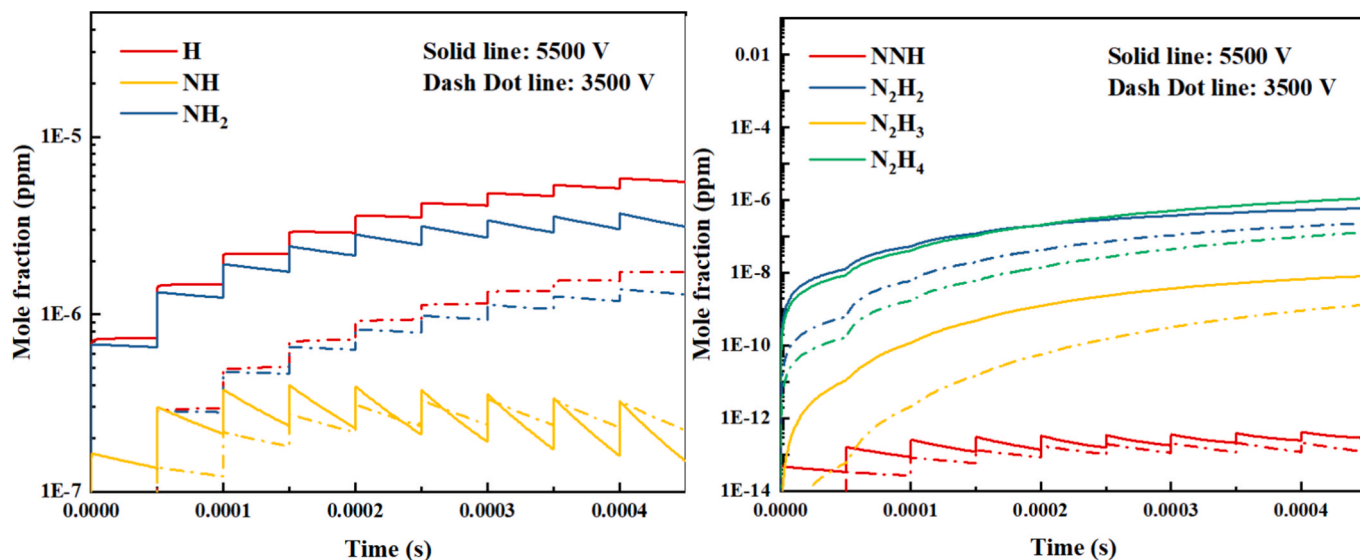 H
NH
NH₂
Solid line: 5500 V
Dash Dot line: 3500 V
Mole fraction (ppm)
1E-5
1E-6
1E-7
0.0000
0.0001
0.0002
0.0003
0.0004
Time (s)
NNH
N₂H₂
N₂H₃
N₂H₄
Solid line: 5500 V
Dash Dot line: 3500 V
Mole fraction (ppm)
0.01
1E-4
1E-6
1E-8
1E-10
1E-12
1E-14
0.0000
0.0001
0.0002
0.0003
0.0004
Time (s)